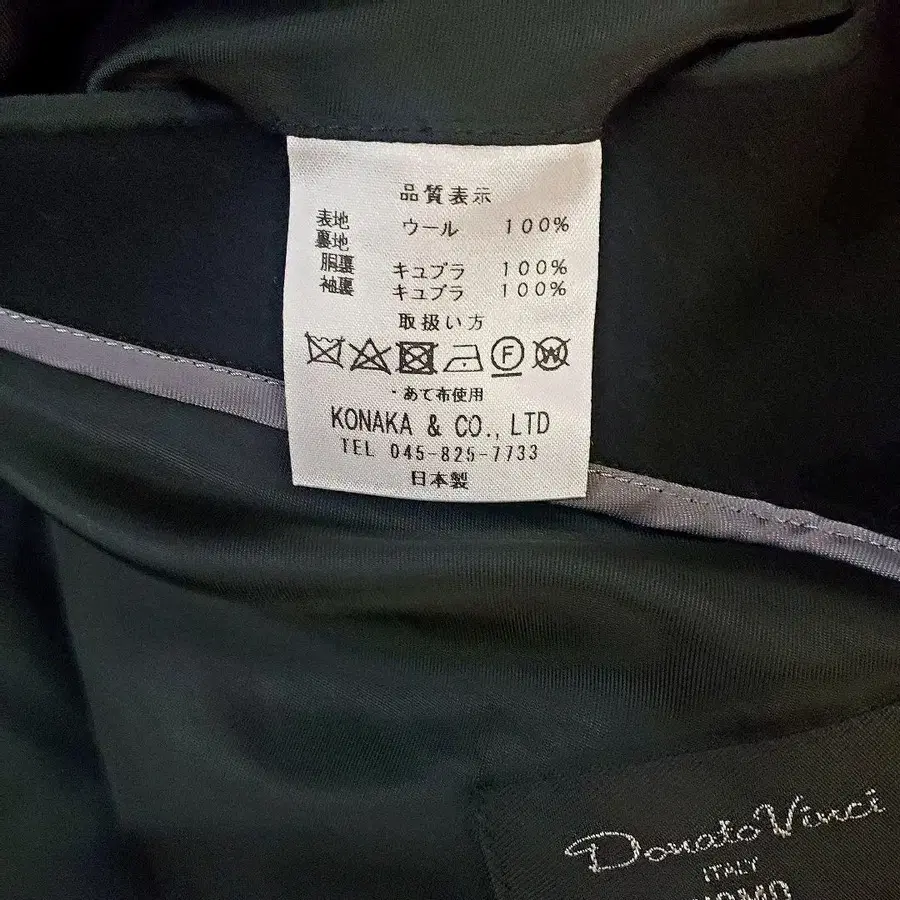 品質表示
表地 ウール 100%
裏地
胴裏 キュプラ 100%
袖裏 キュプラ 100%
取扱い方
F W
・あて布使用
KONAKA & CO., LTD
TEL 045-825-7733
日本製
Donato Vinci
ITALY
UOMO